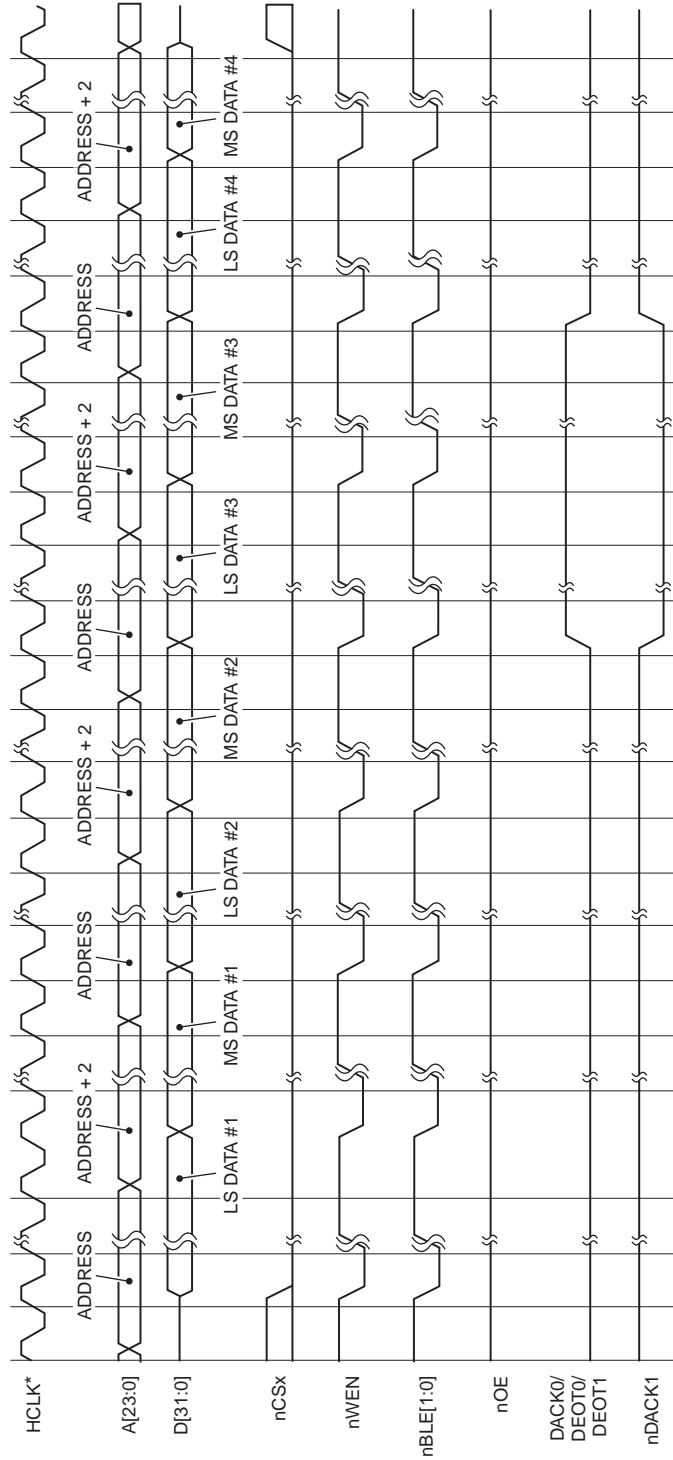 HCLK*
ADDRESS
ADDRESS + 2
ADDRESS
ADDRESS + 2
ADDRESS
ADDRESS + 2
ADDRESS
ADDRESS + 2
A[23:0]
D[31:0]
LS DATA #1
MS DATA #1
LS DATA #2
MS DATA #2
LS DATA #3
MS DATA #3
LS DATA #4
MS DATA #4
nCSx
nWEN
nBLE[1:0]
nOE
DACK0/
DEOT0/
DEOT1
nDACK1